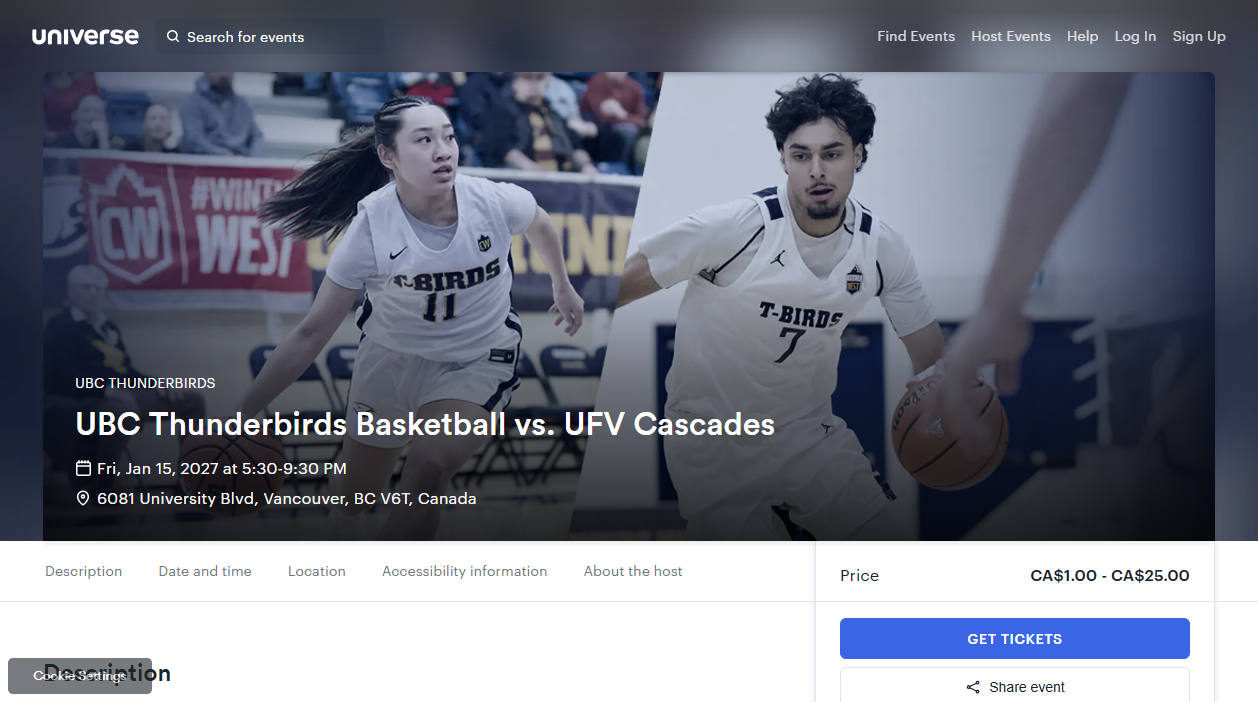 universe
Search for events
Find Events
Host Events
Help
Log In
Sign Up
#WINTH
WEST
CW
CW
T-BIRDS
11
T-BIRDS
7
UBC THUNDERBIRDS
UBC Thunderbirds Basketball vs. UFV Cascades
Fri, Jan 15, 2027 at 5:30-9:30 PM
6081 University Blvd, Vancouver, BC V6T, Canada
Description
Date and time
Location
Accessibility information
About the host
Price
CA$1.00 - CA$25.00
GET TICKETS
Share event
Description
Cookie Settings